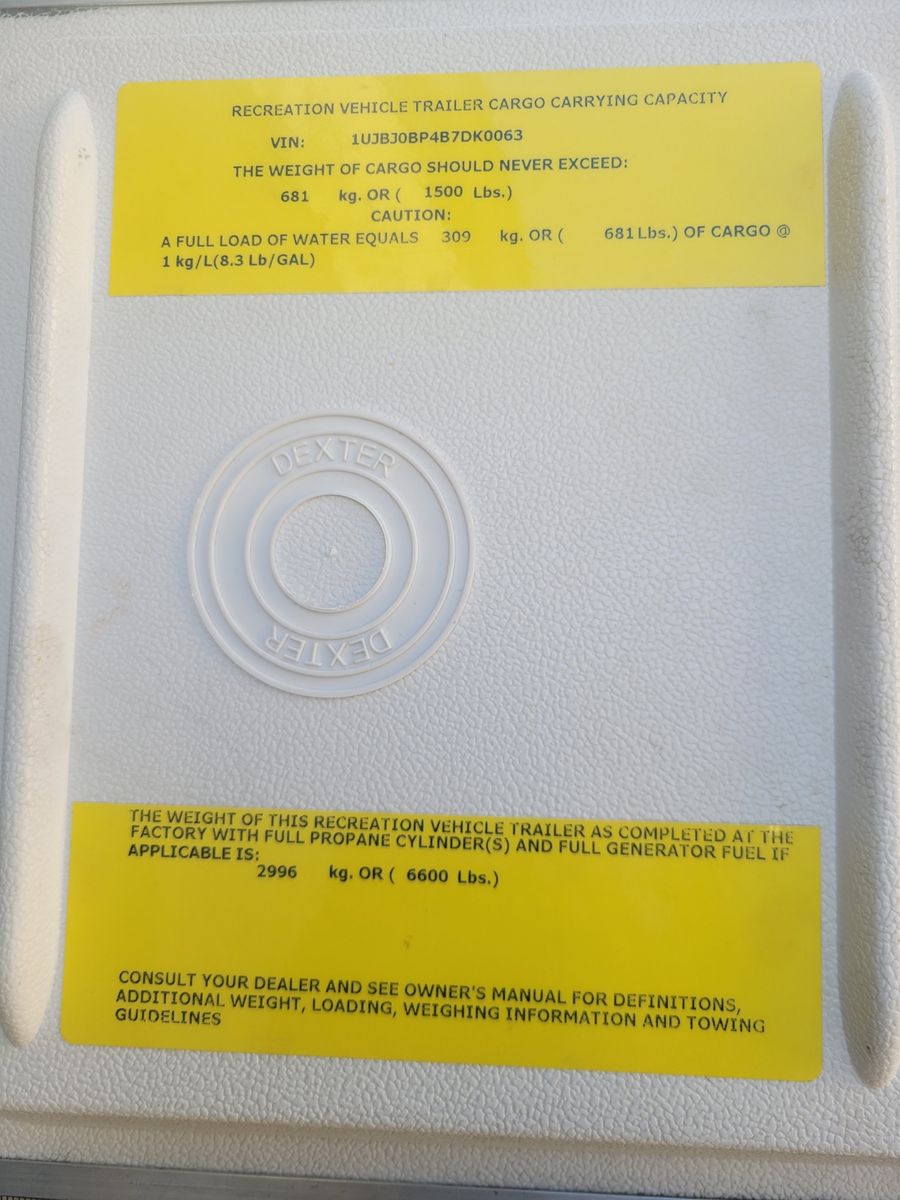 RECREATION VEHICLE TRAILER CARGO CARRYING CAPACITY
VIN: 1UJBJ0BP4B7DK0063
THE WEIGHT OF CARGO SHOULD NEVER EXCEED:
681 kg. OR ( 1500 Lbs.)
CAUTION:
A FULL LOAD OF WATER EQUALS 309 kg. OR ( 681 Lbs.) OF CARGO @
1 kg/L(8.3 Lb/GAL)
DEXTER
DEXTER
THE WEIGHT OF THIS RECREATION VEHICLE TRAILER AS COMPLETED AT THE
FACTORY WITH FULL PROPANE CYLINDER(S) AND FULL GENERATOR FUEL IF
APPLICABLE IS:
2996 kg. OR ( 6600 Lbs.)
CONSULT YOUR DEALER AND SEE OWNER'S MANUAL FOR DEFINITIONS,
ADDITIONAL WEIGHT, LOADING, WEIGHING INFORMATION AND TOWING
GUIDELINES